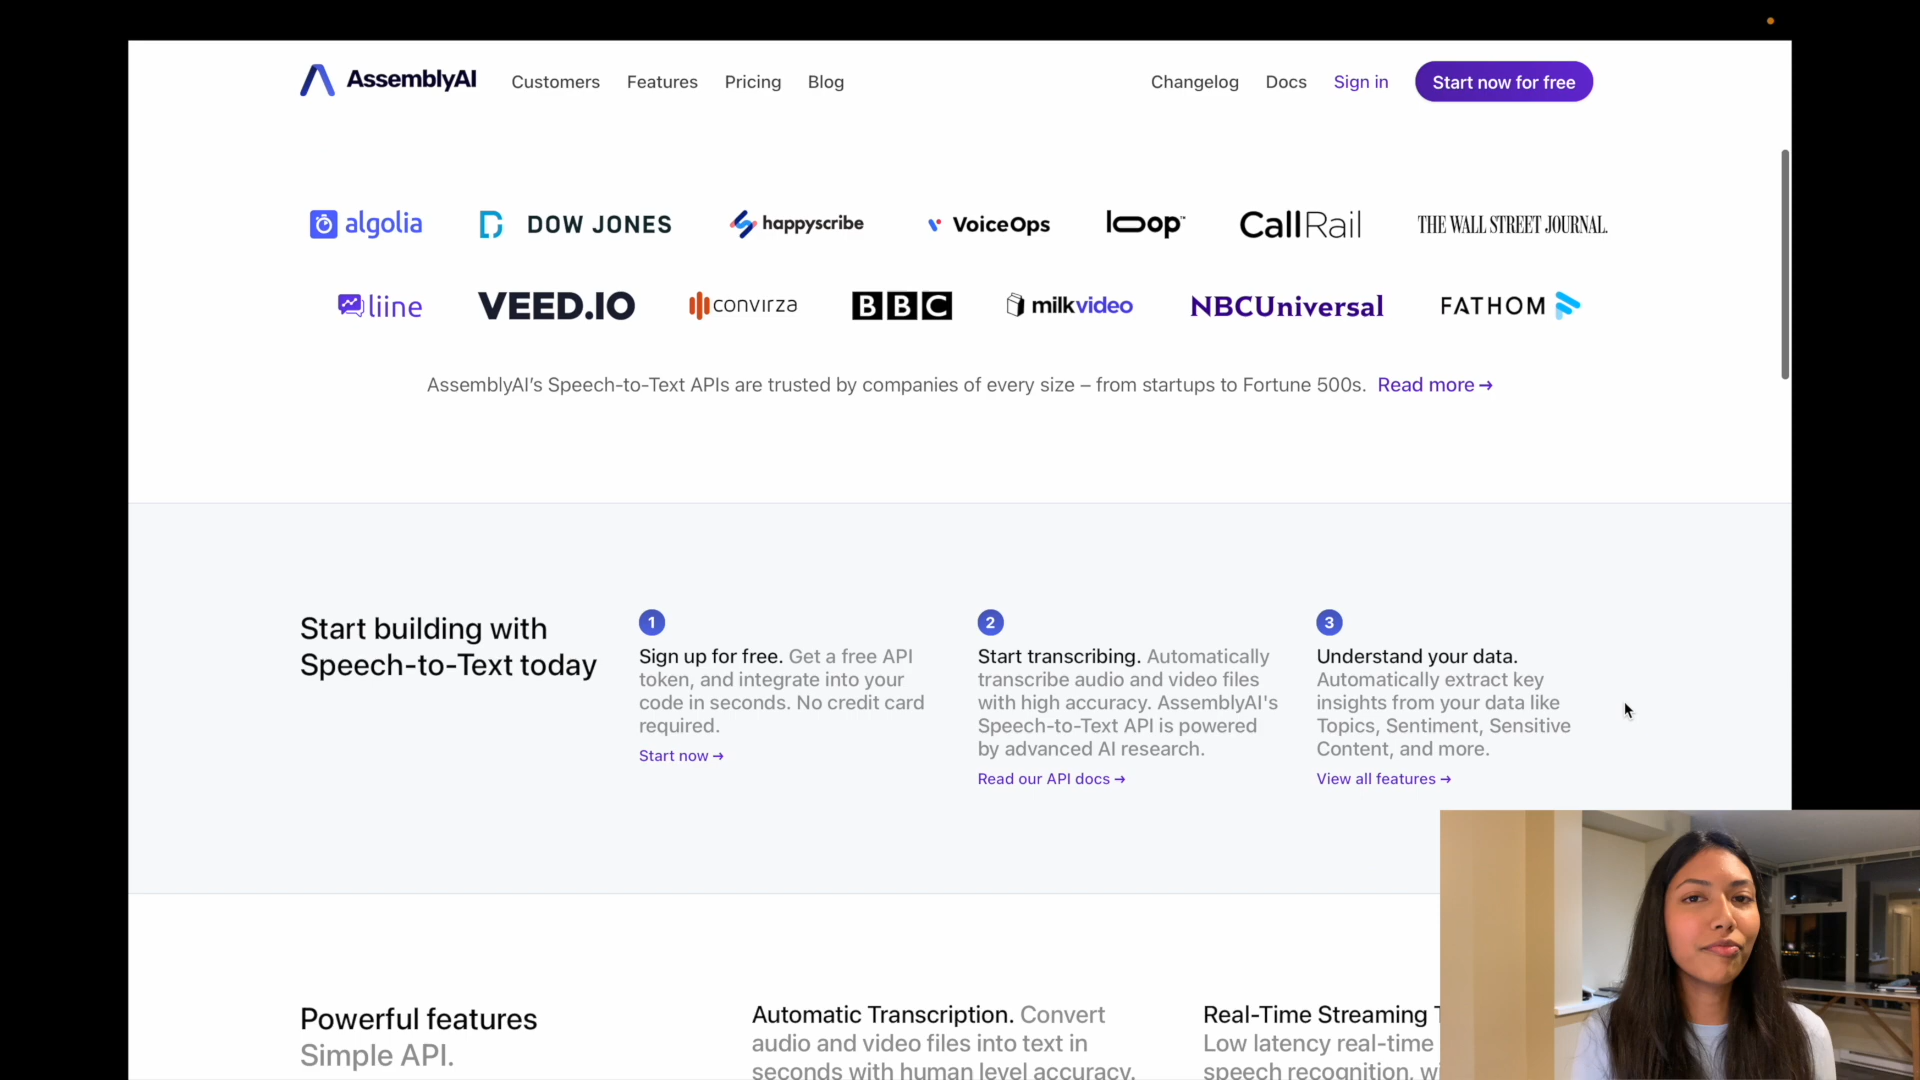 AssemblyAI Customers Features Pricing Blog Changelog Docs Sign in Start now for free
algolia DOW JONES happyscribe VoiceOps loop™ CallRail THE WALL STREET JOURNAL.
liine VEED.IO convirza BBC milkvideo NBCUniversal FATHOM
AssemblyAI's Speech-to-Text APIs are trusted by companies of every size – from startups to Fortune 500s. Read more →
Start building with
Speech-to-Text today
1
Sign up for free. Get a free API
token, and integrate into your
code in seconds. No credit card
required.
Start now →
2
Start transcribing. Automatically
transcribe audio and video files
with high accuracy. AssemblyAI's
Speech-to-Text API is powered
by advanced AI research.
Read our API docs →
3
Understand your data.
Automatically extract key
insights from your data like
Topics, Sentiment, Sensitive
Content, and more.
View all features →
Powerful features
Simple API.
Automatic Transcription. Convert
audio and video files into text in
seconds with human level accuracy.
Real-Time Streaming
Low latency real-time
speech recognition,